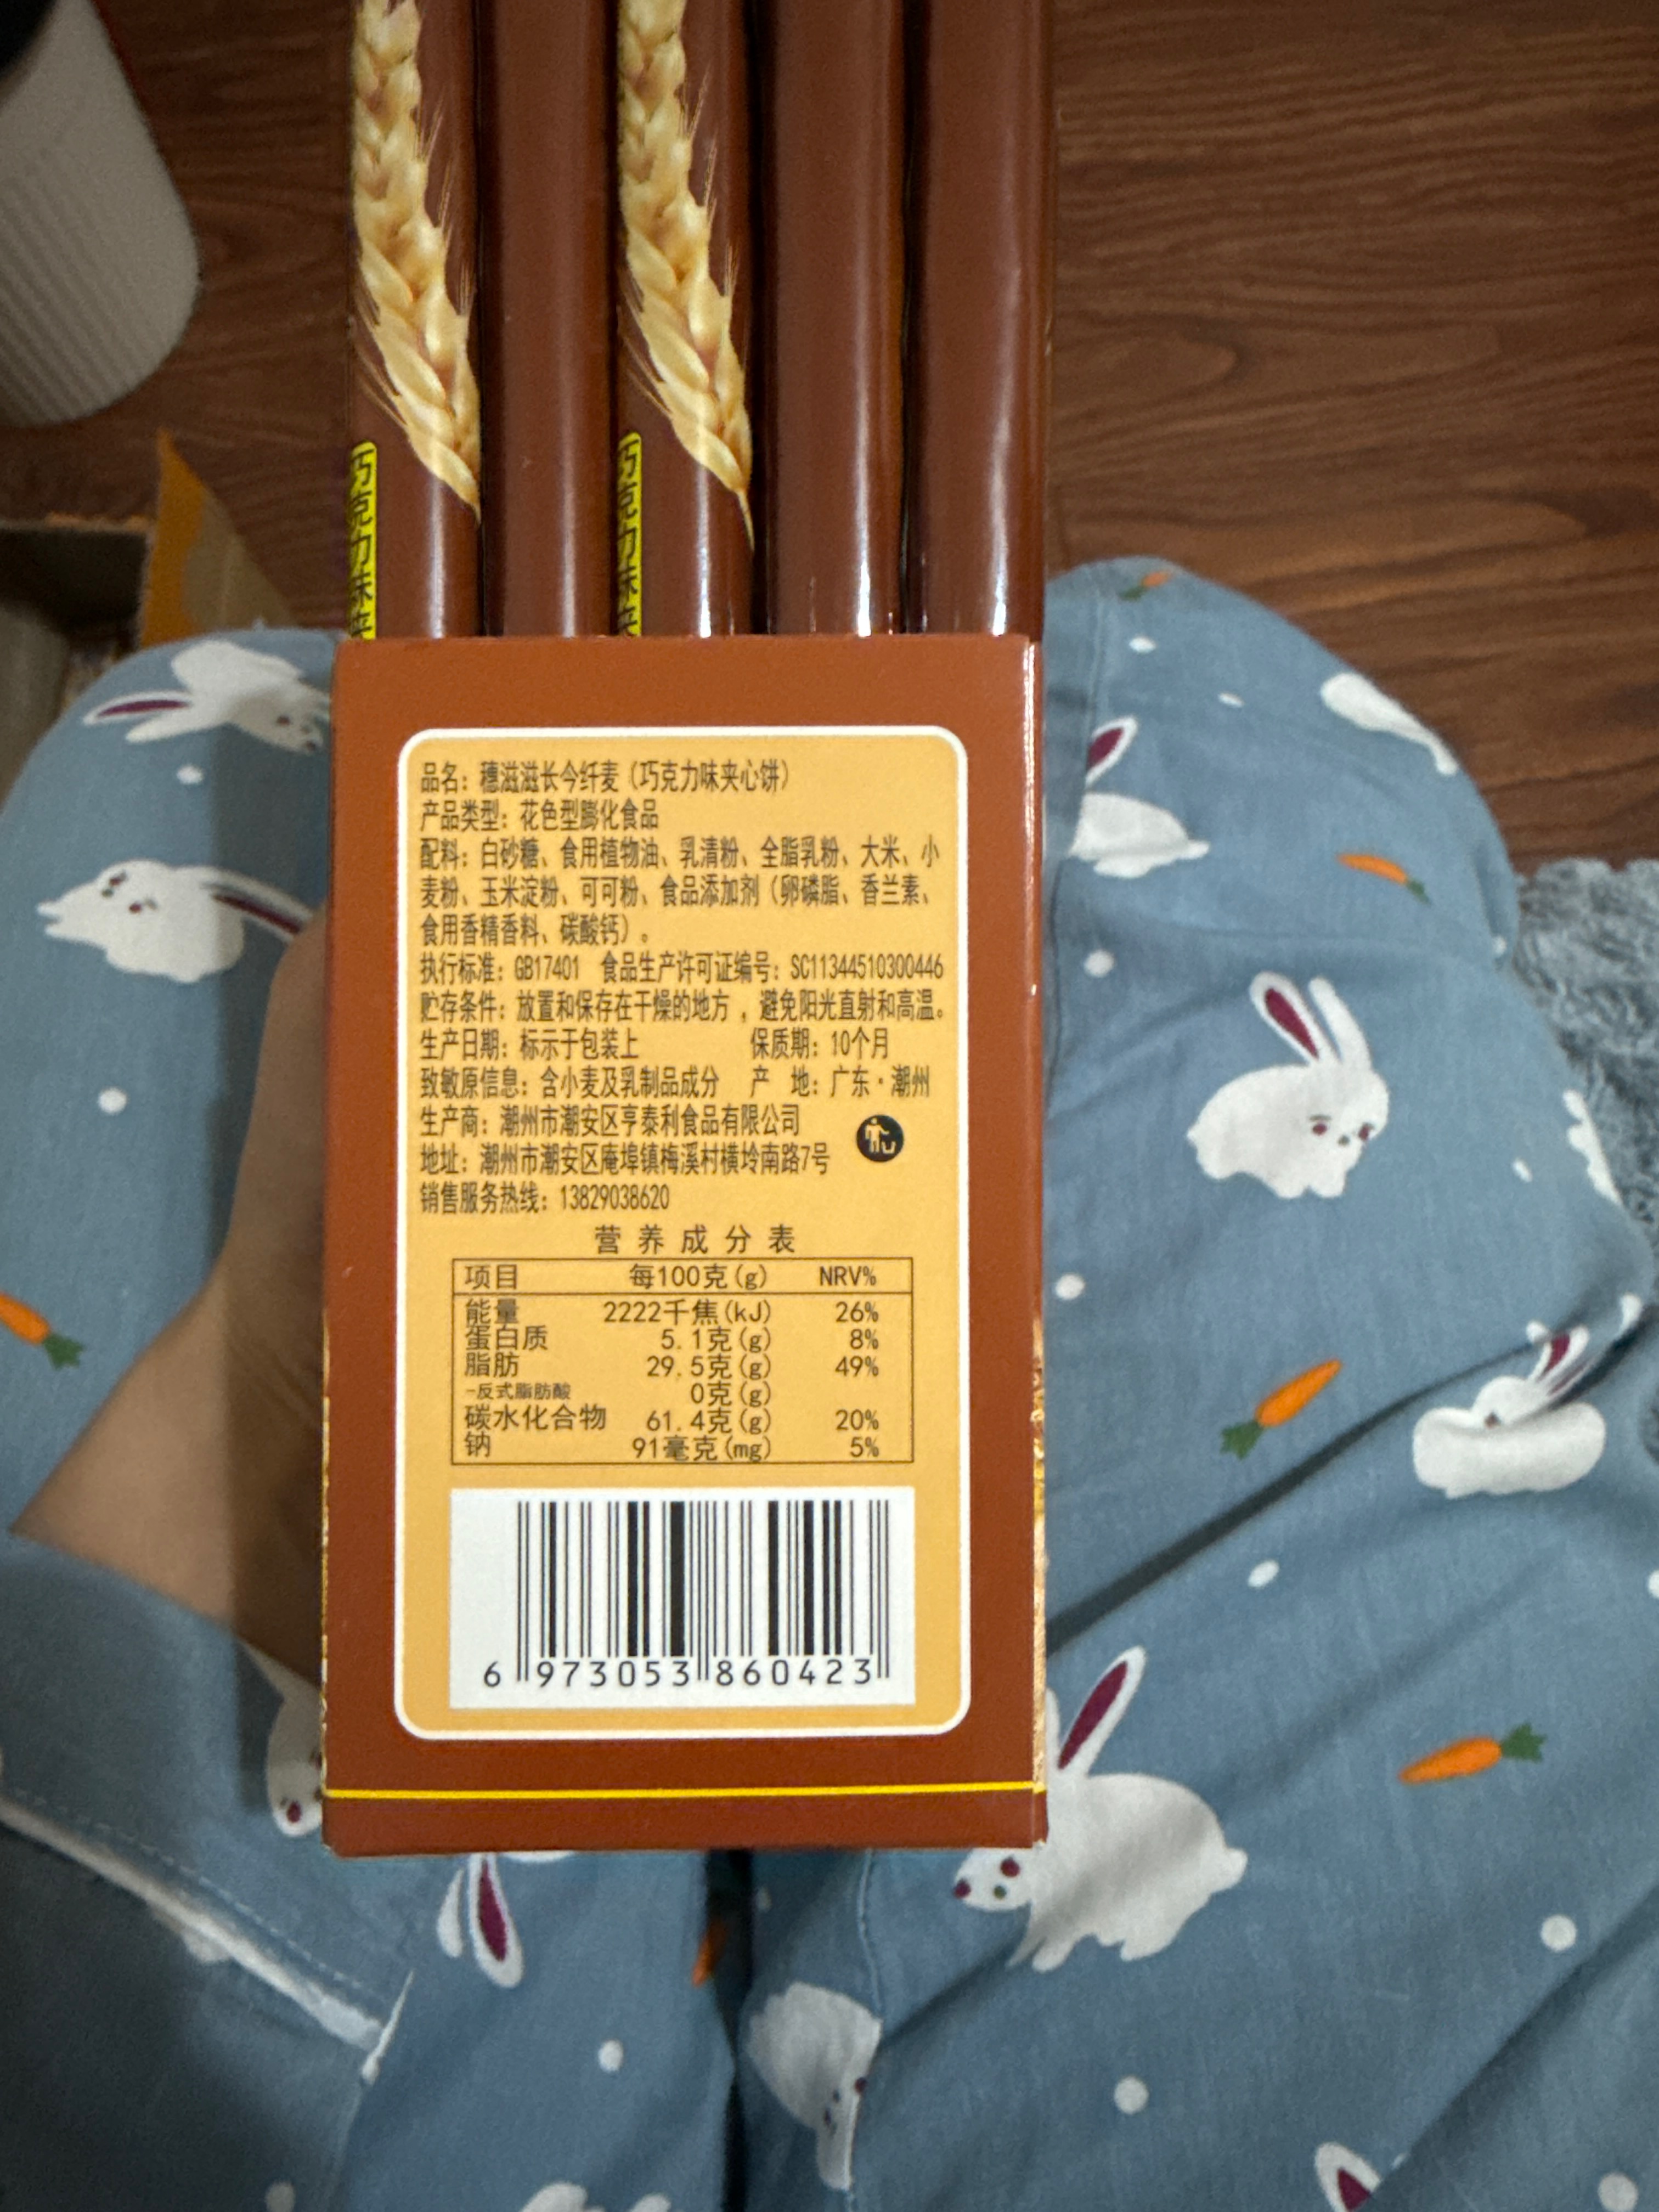 巧克力味
巧克力味
品名：穗滋滋长今纤麦（巧克力味夹心饼）
产品类型：花色型膨化食品
配料：白砂糖、食用植物油、乳清粉、全脂乳粉、大米、小
麦粉、玉米淀粉、可可粉、食品添加剂（卵磷脂、香兰素、
食用香精香料、碳酸钙）。
执行标准：GB17401 食品生产许可证编号：SC11344510300446
贮存条件：放置和保存在干燥的地方，避免阳光直射和高温。
生产日期：标示于包装上 保质期：10个月
致敏原信息：含小麦及乳制品成分 产 地：广东·潮州
生产商：潮州市潮安区亨泰利食品有限公司
地址：潮州市潮安区庵埠镇梅溪村横垅南路7号
销售服务热线：13829038620
营养成分表
项目 每100克(g) NRV%
能量 2222千焦(kJ) 26%
蛋白质 5.1克(g) 8%
脂肪 29.5克(g) 49%
-反式脂肪酸 0克(g)
碳水化合物 61.4克(g) 20%
钠 91毫克(mg) 5%
6 973053 860423